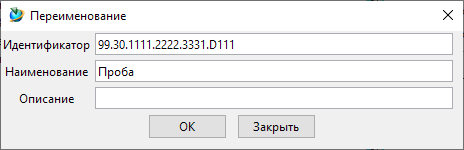 Переименование
Идентификатор 99.30.1111.2222.3331.D111
Наименование Проба
Описание
OK Закрыть